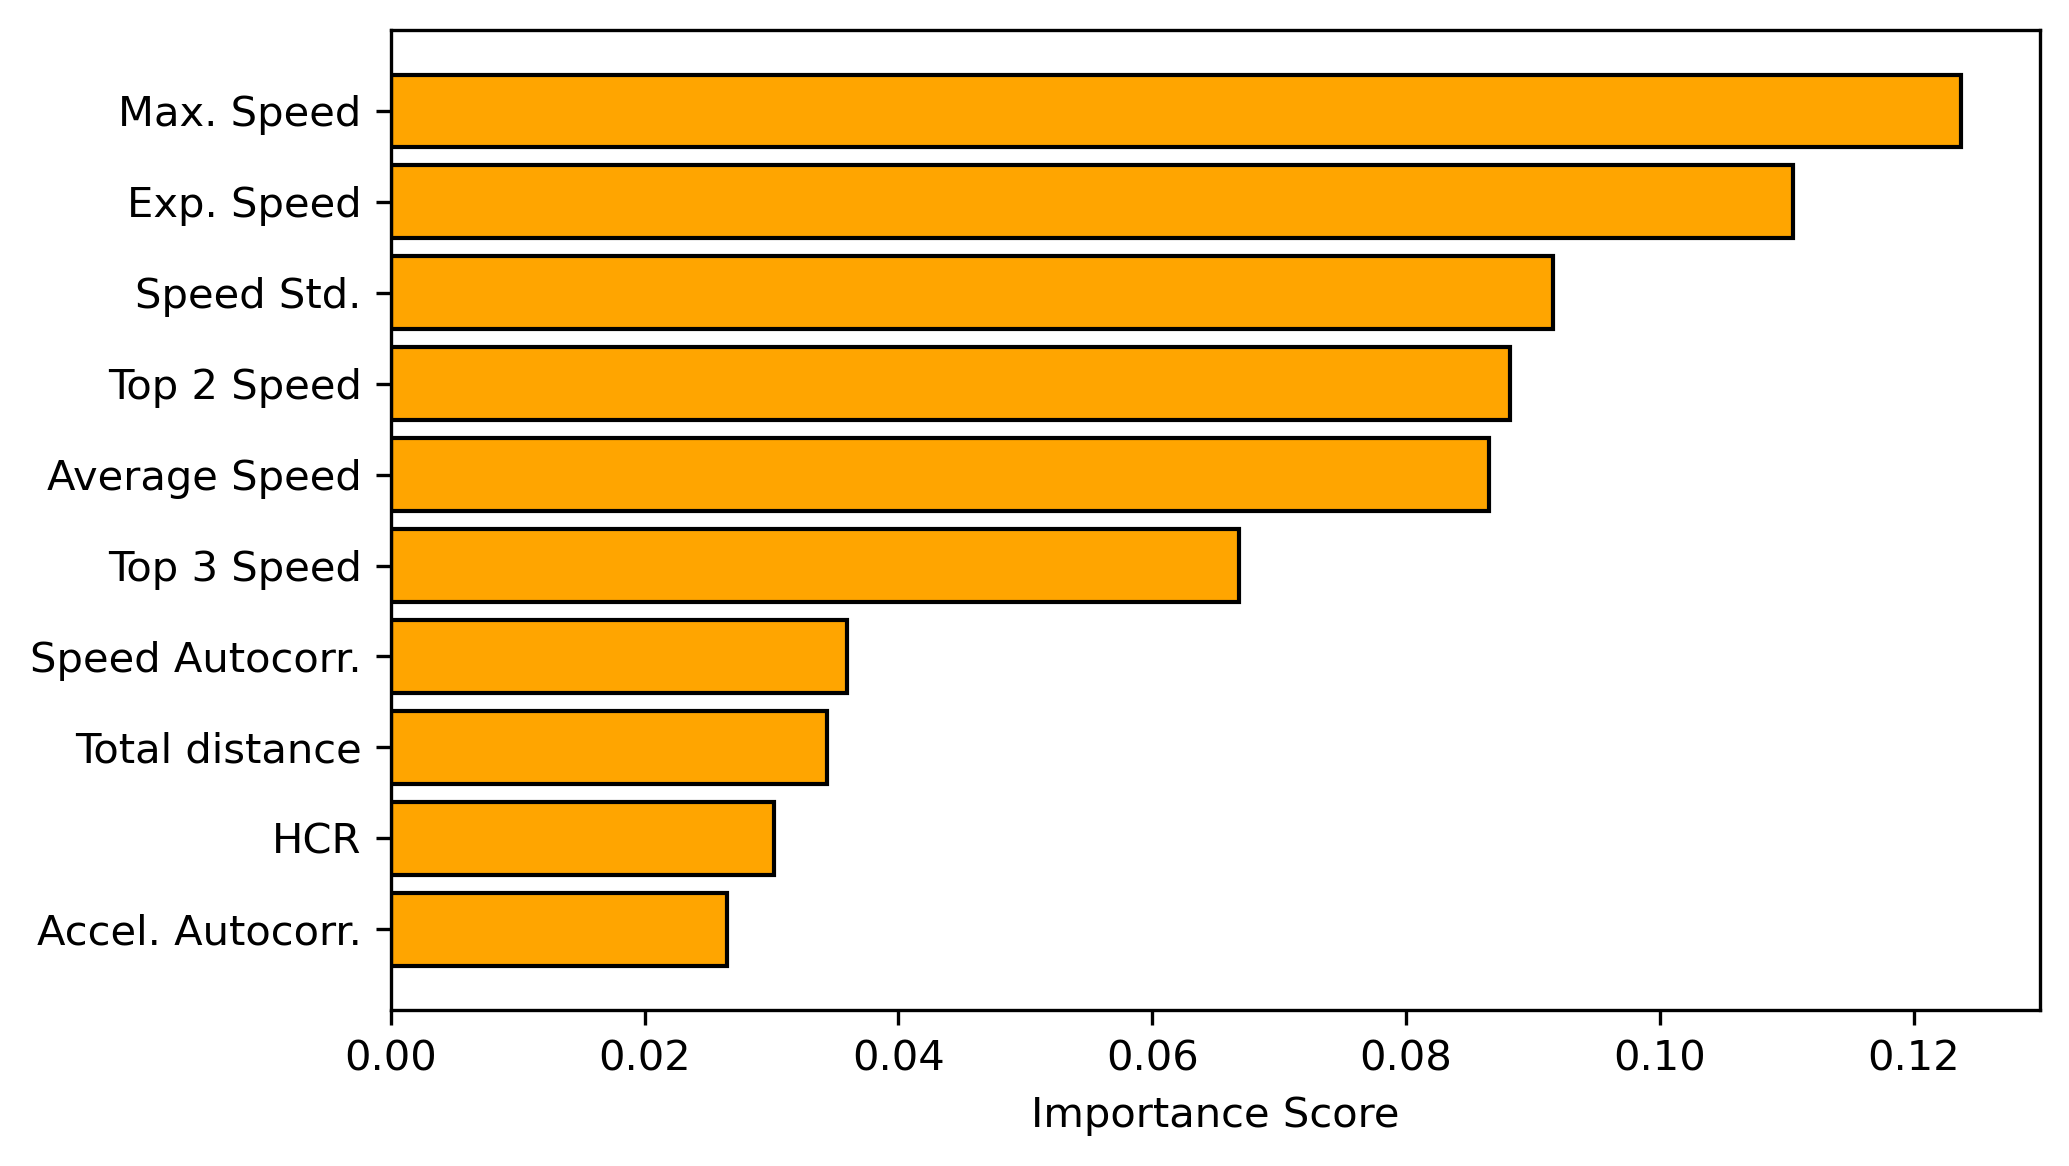 Max. Speed
Exp. Speed
Speed Std.
Top 2 Speed
Average Speed
Top 3 Speed
Speed Autocorr.
Total distance
HCR
Accel. Autocorr.
0.00 0.02 0.04 0.06 0.08 0.10 0.12
Importance Score